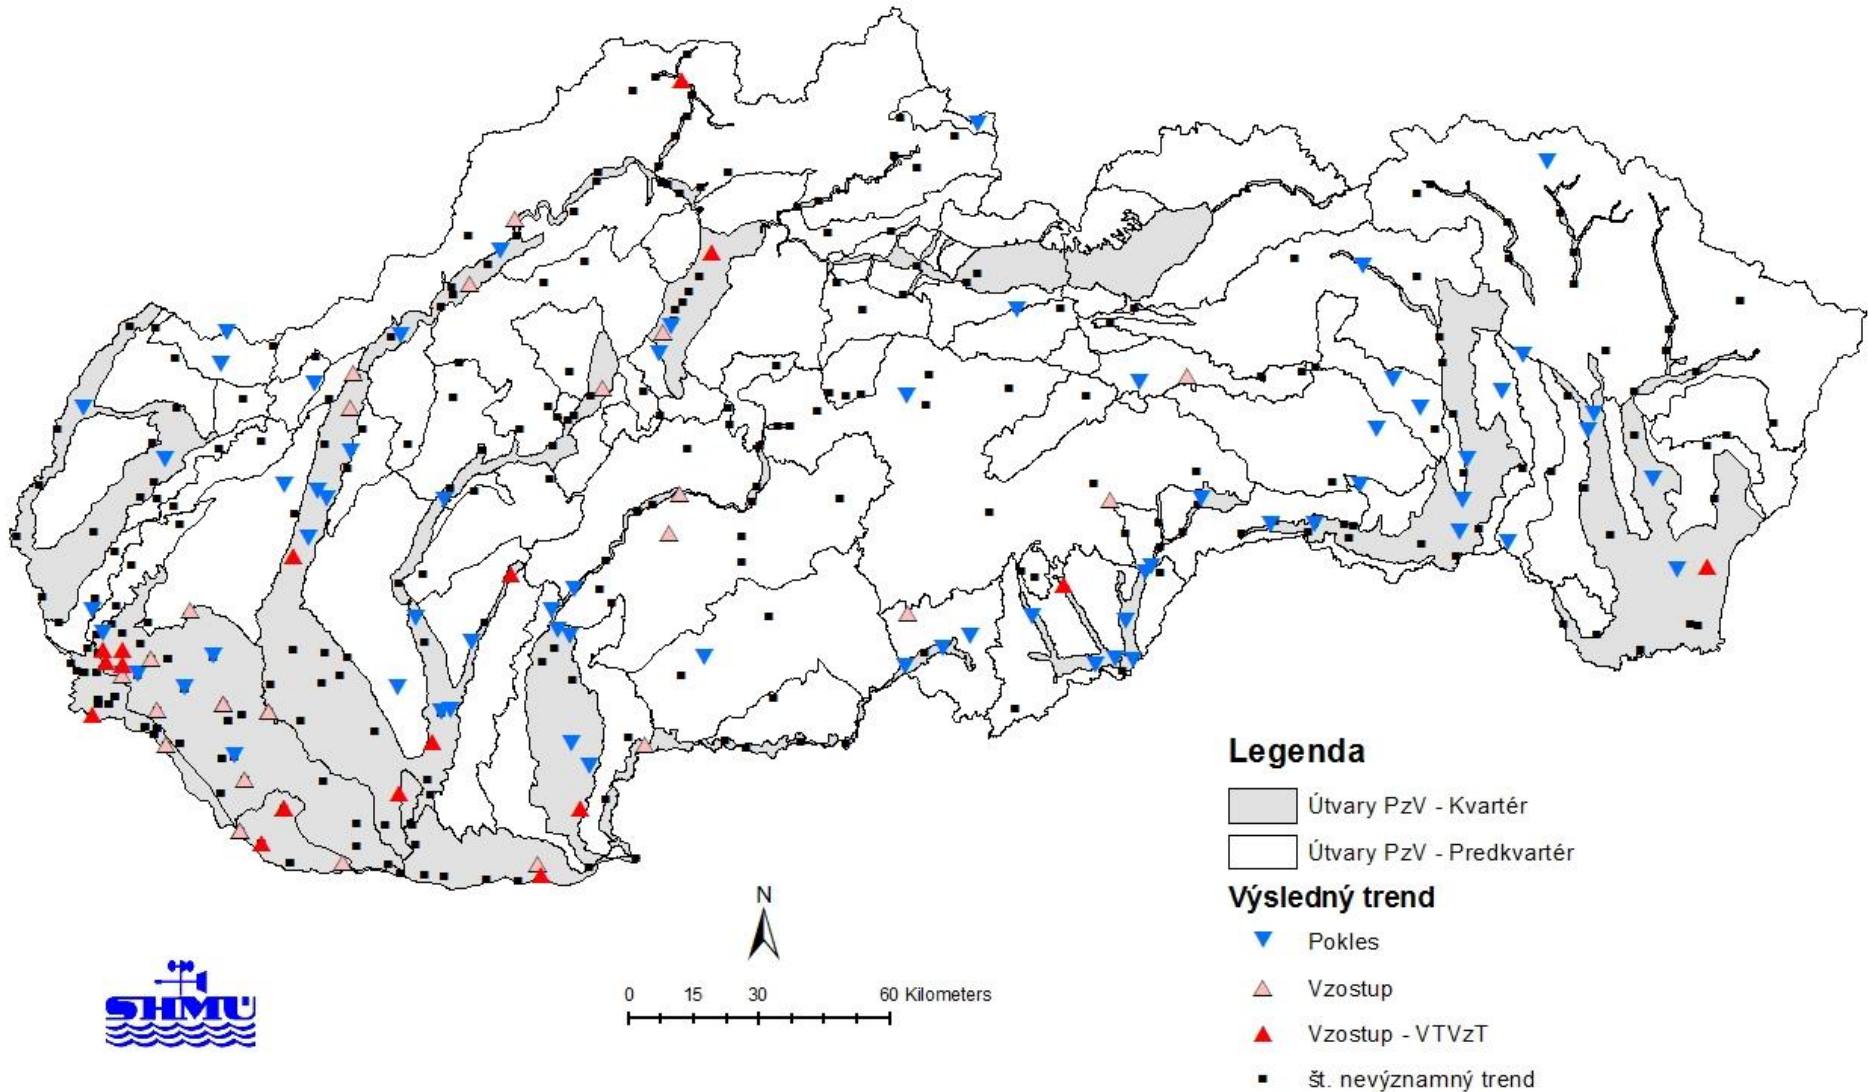 Legenda
Útvary PzV - Kvartér
Útvary PzV - Predkvartér
Výsledný trend
Pokles
Vzostup
Vzostup - VTVzT
št. nevýznamný trend
N
0 15 30 60 Kilometers
SHMÚ